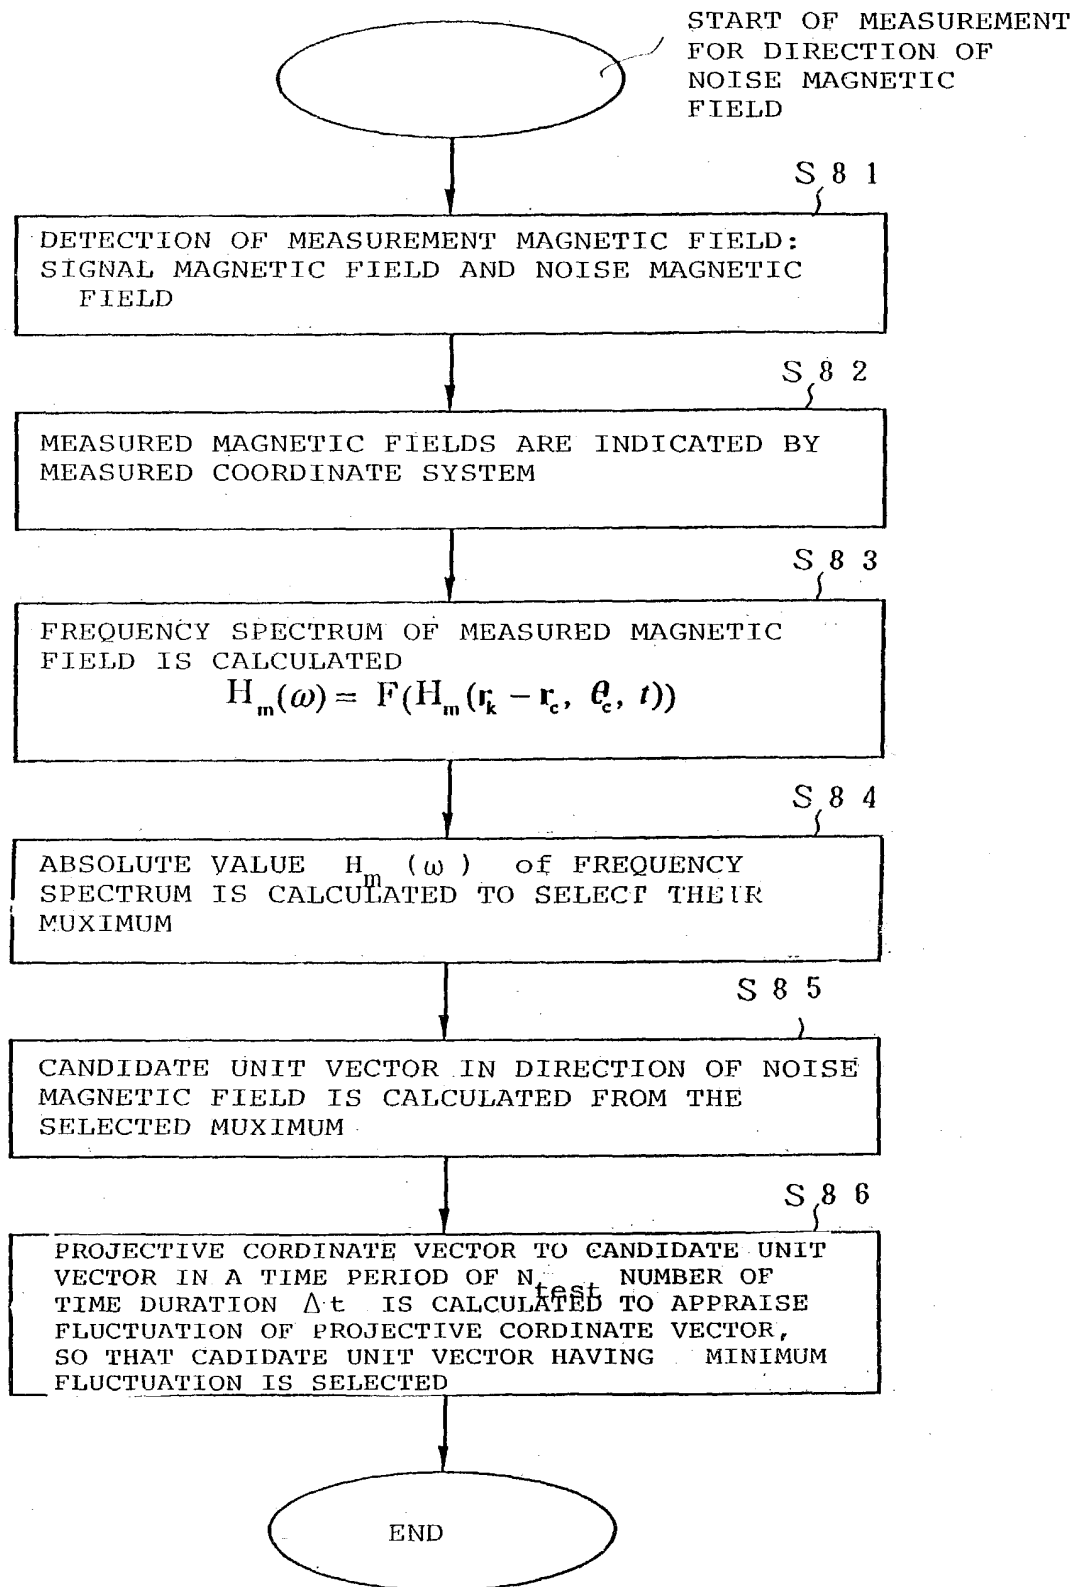 START OF MEASUREMENT
FOR DIRECTION OF
NOISE MAGNETIC
FIELD
S 8 1
DETECTION OF MEASUREMENT MAGNETIC FIELD:
SIGNAL MAGNETIC FIELD AND NOISE MAGNETIC
FIELD
S 8 2
MEASURED MAGNETIC FIELDS ARE INDICATED BY
MEASURED COORDINATE SYSTEM
S 8 3
FREQUENCY SPECTRUM OF MEASURED MAGNETIC
FIELD IS CALCULATED
H_m(ω) = F(H_m(r_k − r_c, θ_c, t))
S 8 4
ABSOLUTE VALUE H_m (ω) of FREQUENCY
SPECTRUM IS CALCULATED TO SELECT THEIR
MUXIMUM
S 8 5
CANDIDATE UNIT VECTOR IN DIRECTION OF NOISE
MAGNETIC FIELD IS CALCULATED FROM THE
SELECTED MUXIMUM
S 8 6
PROJECTIVE CORDINATE VECTOR TO CANDIDATE UNIT
VECTOR IN A TIME PERIOD OF N_test NUMBER OF
TIME DURATION Δt IS CALCULATED TO APPRAISE
FLUCTUATION OF PROJECTIVE CORDINATE VECTOR,
SO THAT CADIDATE UNIT VECTOR HAVING MINIMUM
FLUCTUATION IS SELECTED
END